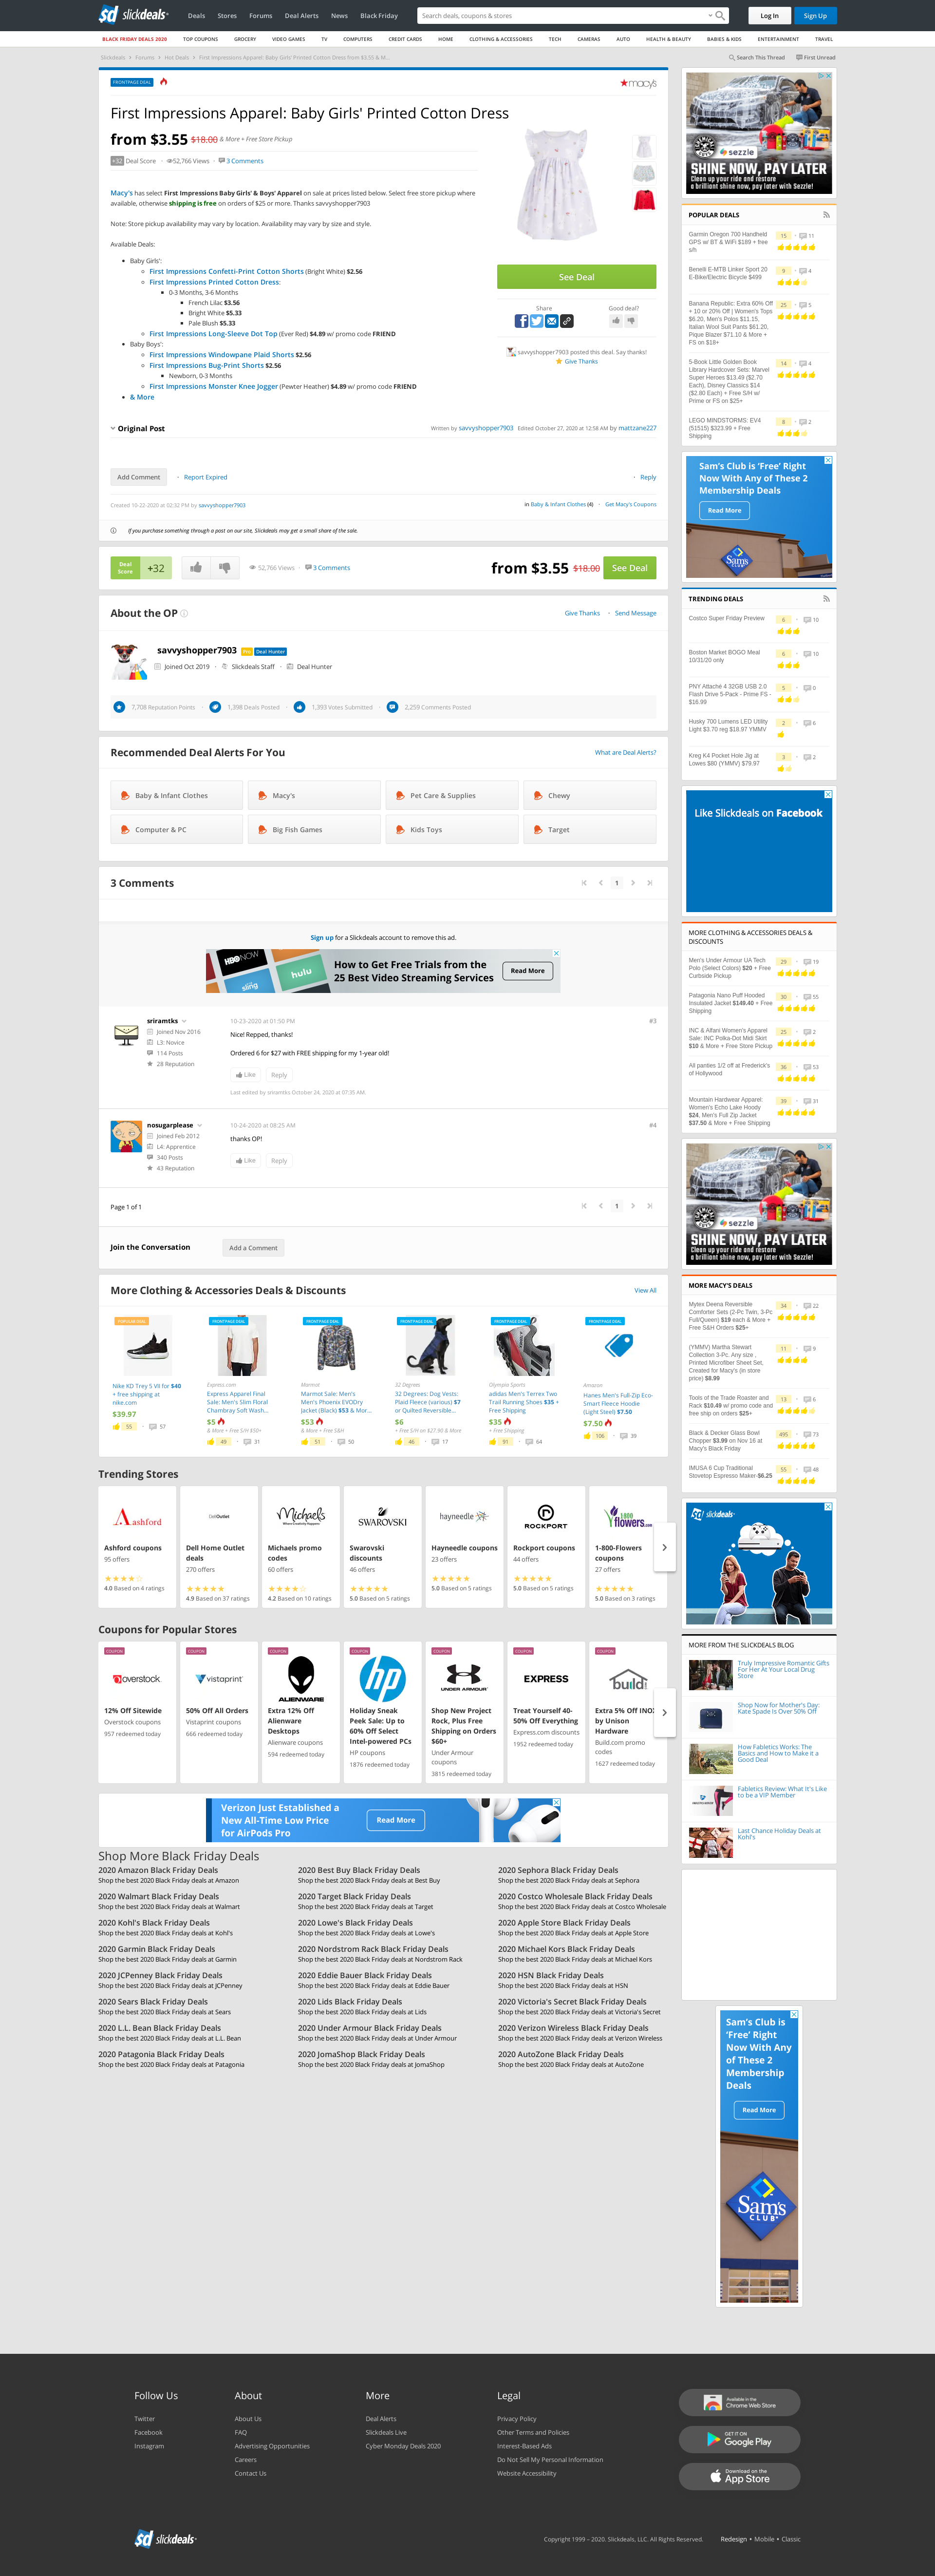 slickdeals
Deals Stores Forums Deal Alerts News Black Friday
Search deals, coupons & stores
Log In
Sign Up
BLACK FRIDAY DEALS 2020 TOP COUPONS GROCERY VIDEO GAMES TV COMPUTERS CREDIT CARDS HOME CLOTHING & ACCESSORIES TECH CAMERAS AUTO HEALTH & BEAUTY BABIES & KIDS ENTERTAINMENT TRAVEL
Slickdeals › Forums › Hot Deals › First Impressions Apparel: Baby Girls' Printed Cotton Dress from $3.55 & M...
Search This Thread First Unread
FRONTPAGE DEAL
macys
First Impressions Apparel: Baby Girls' Printed Cotton Dress
from $3.55 $18.00 & More + Free Store Pickup
+32 Deal Score 52,766 Views 3 Comments
Macy's has select First Impressions Baby Girls' & Boys' Apparel on sale at prices listed below. Select free store pickup where
available, otherwise shipping is free on orders of $25 or more. Thanks savvyshopper7903
Note: Store pickup availability may vary by location. Availability may vary by size and style.
Available Deals:
Baby Girls':
First Impressions Confetti-Print Cotton Shorts (Bright White) $2.56
First Impressions Printed Cotton Dress:
0-3 Months, 3-6 Months
French Lilac $3.56
Bright White $5.33
Pale Blush $5.33
First Impressions Long-Sleeve Dot Top (Ever Red) $4.89 w/ promo code FRIEND
Baby Boys':
First Impressions Windowpane Plaid Shorts $2.56
First Impressions Bug-Print Shorts $2.56
Newborn, 0-3 Months
First Impressions Monster Knee Jogger (Pewter Heather) $4.89 w/ promo code FRIEND
& More
See Deal
Share Good deal?
savvyshopper7903 posted this deal. Say thanks!
Give Thanks
Original Post
Written by savvyshopper7903 Edited October 27, 2020 at 12:58 AM by mattzane227
Add Comment
Report Expired
Reply
Created 10-22-2020 at 02:32 PM by savvyshopper7903
in Baby & Infant Clothes (4) Get Macy's Coupons
If you purchase something through a post on our site, Slickdeals may get a small share of the sale.
Deal Score +32
52,766 Views 3 Comments
from $3.55 $18.00 See Deal
About the OP
Give Thanks Send Message
savvyshopper7903 Pro Deal Hunter
Joined Oct 2019 Slickdeals Staff Deal Hunter
7,708 Reputation Points 1,398 Deals Posted 1,393 Votes Submitted 2,259 Comments Posted
Recommended Deal Alerts For You
What are Deal Alerts?
Baby & Infant Clothes Macy's Pet Care & Supplies Chewy
Computer & PC Big Fish Games Kids Toys Target
3 Comments
1
Sign up for a Slickdeals account to remove this ad.
HBO NOW sling hulu
How to Get Free Trials from the
25 Best Video Streaming Services
Read More
sriramtks
Joined Nov 2016
L3: Novice
114 Posts
28 Reputation
10-23-2020 at 01:50 PM #3
Nice! Repped, thanks!
Ordered 6 for $27 with FREE shipping for my 1-year old!
Like Reply
Last edited by sriramtks October 24, 2020 at 07:35 AM.
nosugarplease
Joined Feb 2012
L4: Apprentice
340 Posts
43 Reputation
10-24-2020 at 08:25 AM #4
thanks OP!
Like Reply
Page 1 of 1
1
Join the Conversation
Add a Comment
More Clothing & Accessories Deals & Discounts
View All
POPULAR DEAL
Nike KD Trey 5 VII for $40
+ free shipping at
nike.com
$39.97
55 57
FRONTPAGE DEAL
Express.com
Express Apparel Final
Sale: Men's Slim Floral
Chambray Soft Wash...
$5
& More + Free S/H $50+
49 31
FRONTPAGE DEAL
Marmot
Marmot Sale: Men's
Men's Phoenix EVODry
Jacket (Black) $53 & Mor...
$53
& More + Free S&H
51 50
FRONTPAGE DEAL
32 Degrees
32 Degrees: Dog Vests:
Plaid Fleece (various) $7
or Quilted Reversible...
$6
+ Free S/H on $27.90 & More
46 17
FRONTPAGE DEAL
Olympia Sports
adidas Men's Terrex Two
Trail Running Shoes $35 +
Free Shipping
$35
+ Free Shipping
91 64
FRONTPAGE DEAL
Amazon
Hanes Men's Full-Zip Eco-
Smart Fleece Hoodie
(Light Steel) $7.50
$7.50
106 39
Trending Stores
Ashford
Ashford coupons
95 offers
4.0 Based on 4 ratings
Dell Outlet
Dell Home Outlet
deals
270 offers
4.9 Based on 37 ratings
Michaels
Michaels promo
codes
60 offers
4.2 Based on 10 ratings
SWAROVSKI
Swarovski
discounts
46 offers
5.0 Based on 5 ratings
hayneedle
Hayneedle coupons
23 offers
5.0 Based on 5 ratings
ROCKPORT
Rockport coupons
44 offers
5.0 Based on 5 ratings
1 800 flowers.com
1-800-Flowers
coupons
27 offers
5.0 Based on 3 ratings
Coupons for Popular Stores
COUPON
overstock
12% Off Sitewide
Overstock coupons
957 redeemed today
COUPON
vistaprint
50% Off All Orders
Vistaprint coupons
666 redeemed today
COUPON
ALIENWARE
Extra 12% Off
Alienware
Desktops
Alienware coupons
594 redeemed today
COUPON
hp
Holiday Sneak
Peek Sale: Up to
60% Off Select
Intel-powered PCs
HP coupons
1876 redeemed today
COUPON
UNDER ARMOUR
Shop New Project
Rock, Plus Free
Shipping on Orders
$60+
Under Armour
coupons
3815 redeemed today
COUPON
EXPRESS
Treat Yourself 40-
50% Off Everything
Express.com discounts
1952 redeemed today
COUPON
build
Extra 5% Off INOX
by Unison
Hardware
Build.com promo
codes
1627 redeemed today
Verizon Just Established a
New All-Time Low Price
for AirPods Pro
Read More
Shop More Black Friday Deals
2020 Amazon Black Friday Deals
Shop the best 2020 Black Friday deals at Amazon
2020 Walmart Black Friday Deals
Shop the best 2020 Black Friday deals at Walmart
2020 Kohl's Black Friday Deals
Shop the best 2020 Black Friday deals at Kohl's
2020 Garmin Black Friday Deals
Shop the best 2020 Black Friday deals at Garmin
2020 JCPenney Black Friday Deals
Shop the best 2020 Black Friday deals at JCPenney
2020 Sears Black Friday Deals
Shop the best 2020 Black Friday deals at Sears
2020 L.L. Bean Black Friday Deals
Shop the best 2020 Black Friday deals at L.L. Bean
2020 Patagonia Black Friday Deals
Shop the best 2020 Black Friday deals at Patagonia
2020 Best Buy Black Friday Deals
Shop the best 2020 Black Friday deals at Best Buy
2020 Target Black Friday Deals
Shop the best 2020 Black Friday deals at Target
2020 Lowe's Black Friday Deals
Shop the best 2020 Black Friday deals at Lowe's
2020 Nordstrom Rack Black Friday Deals
Shop the best 2020 Black Friday deals at Nordstrom Rack
2020 Eddie Bauer Black Friday Deals
Shop the best 2020 Black Friday deals at Eddie Bauer
2020 Lids Black Friday Deals
Shop the best 2020 Black Friday deals at Lids
2020 Under Armour Black Friday Deals
Shop the best 2020 Black Friday deals at Under Armour
2020 JomaShop Black Friday Deals
Shop the best 2020 Black Friday deals at JomaShop
2020 Sephora Black Friday Deals
Shop the best 2020 Black Friday deals at Sephora
2020 Costco Wholesale Black Friday Deals
Shop the best 2020 Black Friday deals at Costco Wholesale
2020 Apple Store Black Friday Deals
Shop the best 2020 Black Friday deals at Apple Store
2020 Michael Kors Black Friday Deals
Shop the best 2020 Black Friday deals at Michael Kors
2020 HSN Black Friday Deals
Shop the best 2020 Black Friday deals at HSN
2020 Victoria's Secret Black Friday Deals
Shop the best 2020 Black Friday deals at Victoria's Secret
2020 Verizon Wireless Black Friday Deals
Shop the best 2020 Black Friday deals at Verizon Wireless
2020 AutoZone Black Friday Deals
Shop the best 2020 Black Friday deals at AutoZone
sezzle
SHINE NOW, PAY LATER
Clean up your ride and restore
a brilliant shine now, pay later with Sezzle!
POPULAR DEALS
Garmin Oregon 700 Handheld
GPS w/ BT & WiFi $189 + free
s/h
15 11
Benelli E-MTB Linker Sport 20
E-Bike/Electric Bicycle $499
9 4
Banana Republic: Extra 60% Off
+ 10 or 20% Off | Women's Tops
$6.20, Men's Polos $11.15,
Italian Wool Suit Pants $61.20,
Pique Blazer $71.10 & More +
FS on $18+
25 5
5-Book Little Golden Book
Library Hardcover Sets: Marvel
Super Heroes $13.49 ($2.70
Each), Disney Classics $14
($2.80 Each) + Free S/H w/
Prime or FS on $25+
14 4
LEGO MINDSTORMS: EV4
(51515) $323.99 + Free
Shipping
8 2
Sam's Club is 'Free' Right
Now With Any of These 2
Membership Deals
Read More
Sam's CLUB
TRENDING DEALS
Costco Super Friday Preview
6 10
Boston Market BOGO Meal
10/31/20 only
6 10
PNY Attaché 4 32GB USB 2.0
Flash Drive 5-Pack - Prime FS -
$16.99
5 0
Husky 700 Lumens LED Utility
Light $3.70 reg $18.97 YMMV
2 6
Kreg K4 Pocket Hole Jig at
Lowes $80 (YMMV) $79.97
3 2
Like Slickdeals on Facebook
MORE CLOTHING & ACCESSORIES DEALS &
DISCOUNTS
Men's Under Armour UA Tech
Polo (Select Colors) $20 + Free
Curbside Pickup
29 19
Patagonia Nano Puff Hooded
Insulated Jacket $149.40 + Free
Shipping
30 55
INC & Alfani Women's Apparel
Sale: INC Polka-Dot Midi Skirt
$10 & More + Free Store Pickup
25 2
All panties 1/2 off at Frederick's
of Hollywood
36 53
Mountain Hardwear Apparel:
Women's Echo Lake Hoody
$24, Men's Full Zip Jacket
$37.50 & More + Free Shipping
39 31
sezzle
SHINE NOW, PAY LATER
Clean up your ride and restore
a brilliant shine now, pay later with Sezzle!
MORE MACY'S DEALS
Mytex Deena Reversible
Comforter Sets (2-Pc Twin, 3-Pc
Full/Queen) $19 each & More +
Free S&H Orders $25+
34 22
(YMMV) Martha Stewart
Collection 3-Pc. Any size ,
Printed Microfiber Sheet Set,
Created for Macy's (in store
price) $8.99
11 9
Tools of the Trade Roaster and
Rack $10.49 w/ promo code and
free ship on orders $25+
13 6
Black & Decker Glass Bowl
Chopper $3.99 on Nov 16 at
Macy's Black Friday
495 73
IMUSA 6 Cup Traditional
Stovetop Espresso Maker-$6.25
55 48
slickdeals
MORE FROM THE SLICKDEALS BLOG
Truly Impressive Romantic Gifts
For Her At Your Local Drug
Store
Shop Now for Mother's Day:
Kate Spade Is Over 50% Off
How Fabletics Works: The
Basics and How to Make it a
Good Deal
Fabletics Review: What It's Like
to be a VIP Member
Last Chance Holiday Deals at
Kohl's
Sam's Club is
'Free' Right
Now With Any
of These 2
Membership
Deals
Read More
Sam's CLUB
Follow Us
Twitter
Facebook
Instagram
About
About Us
FAQ
Advertising Opportunities
Careers
Contact Us
More
Deal Alerts
Slickdeals Live
Cyber Monday Deals 2020
Legal
Privacy Policy
Other Terms and Policies
Interest-Based Ads
Do Not Sell My Personal Information
Website Accessibility
Available in the
Chrome Web Store
GET IT ON
Google Play
Download on the
App Store
slickdeals
Copyright 1999 - 2020. Slickdeals, LLC. All Rights Reserved. Redesign • Mobile • Classic